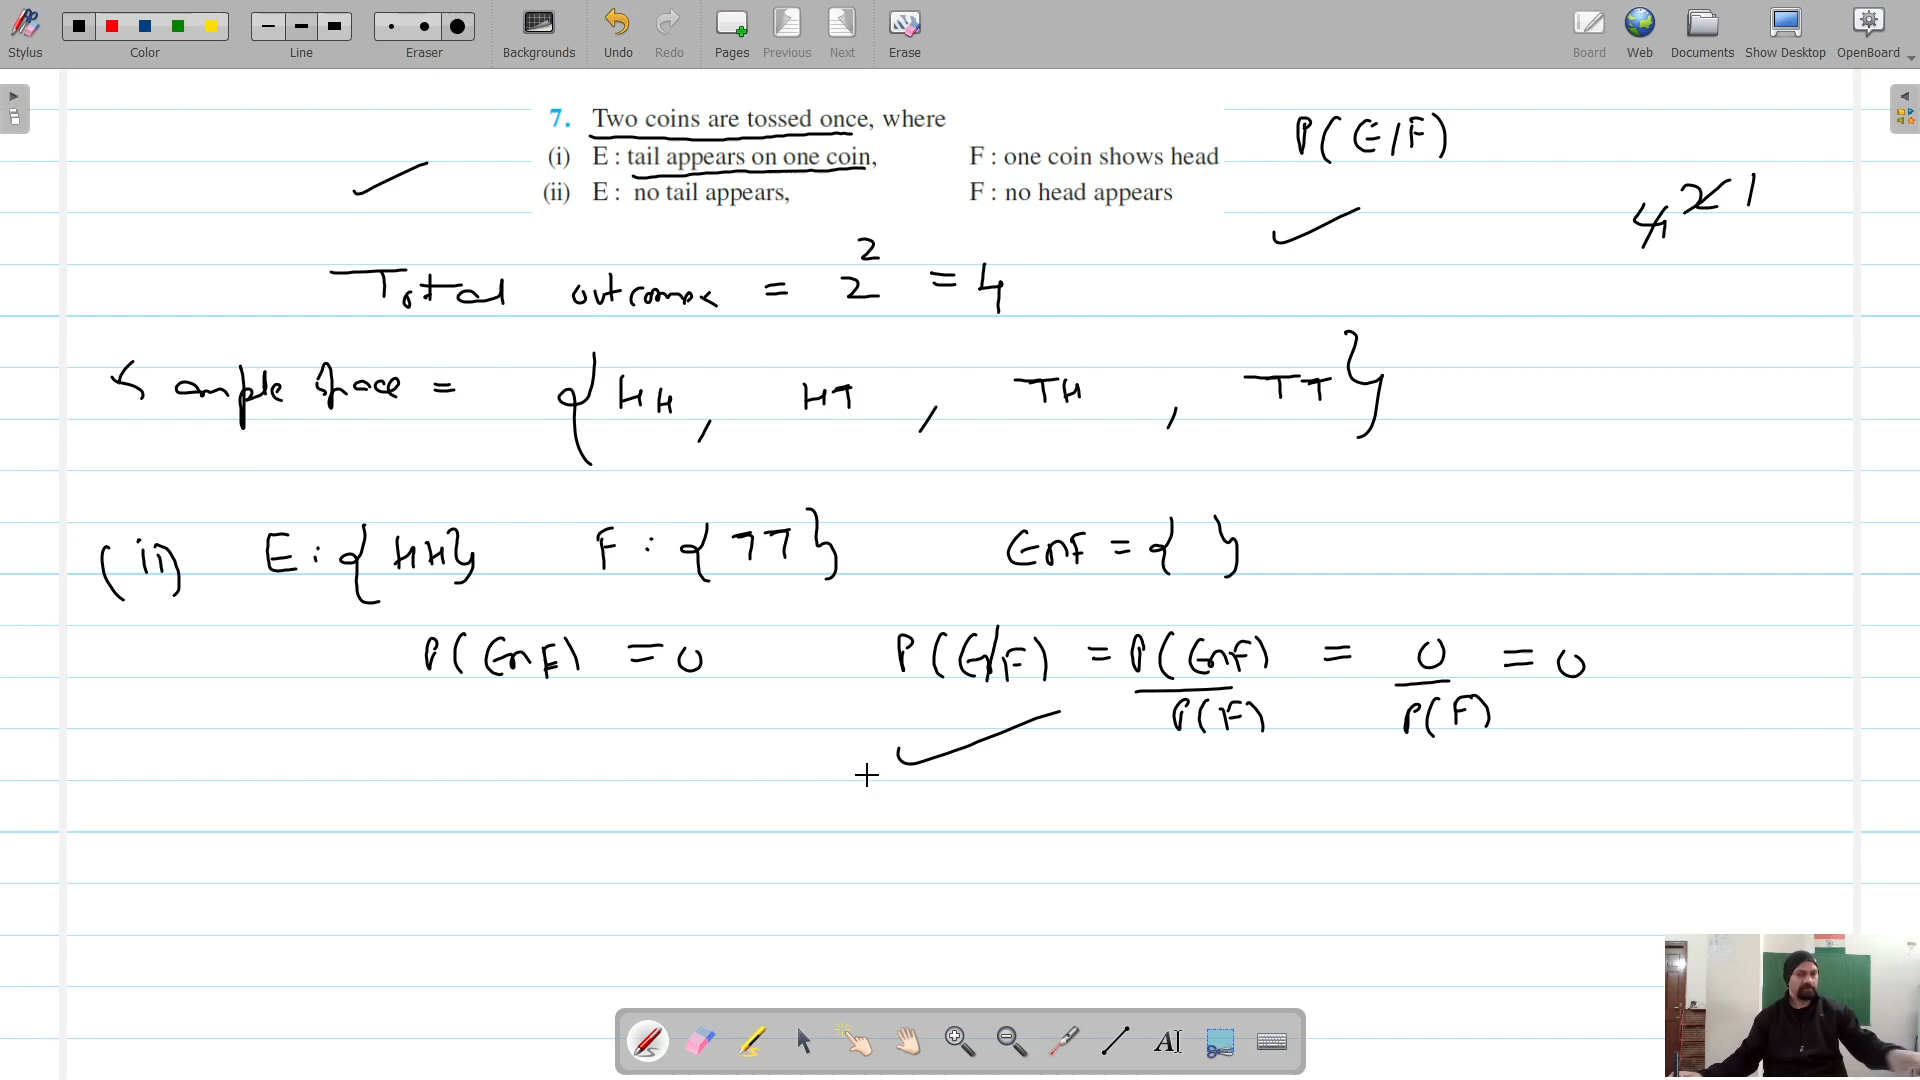 Stylus Color Line Eraser Backgrounds Undo Redo Pages Previous Next Erase Board Web Documents Show Desktop OpenBoard
7. Two coins are tossed once, where
(i) E : tail appears on one coin, F : one coin shows head
(ii) E : no tail appears, F : no head appears
P(E/F)
4 2 1
Total outcomes = 2² = 4
Sample space = { HH, HT, TH, TT }
(ii) E : {HH} F : {TT} E∩F = { }
P(E∩F) = 0 P(E/F) = P(E∩F)/P(F) = 0/P(F) = 0